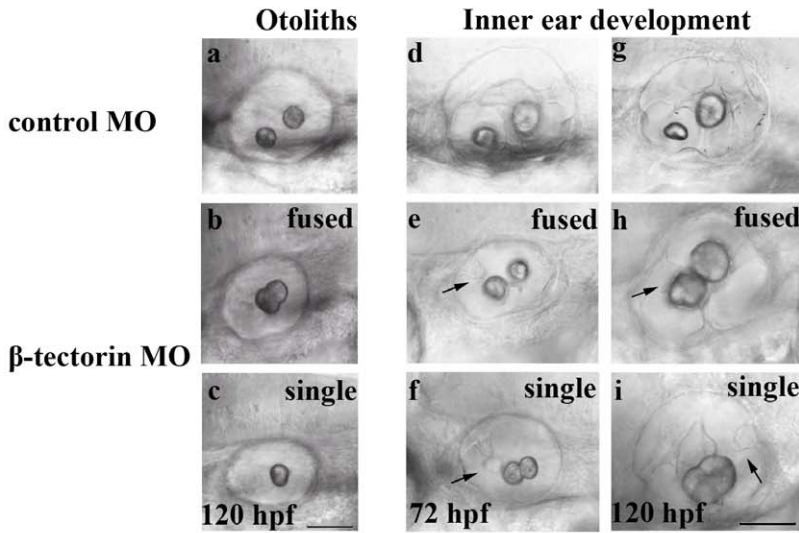 Otoliths Inner ear development
a d g
control MO
b fused e fused h fused
β-tectorin MO
c single f single i single
120 hpf 72 hpf 120 hpf